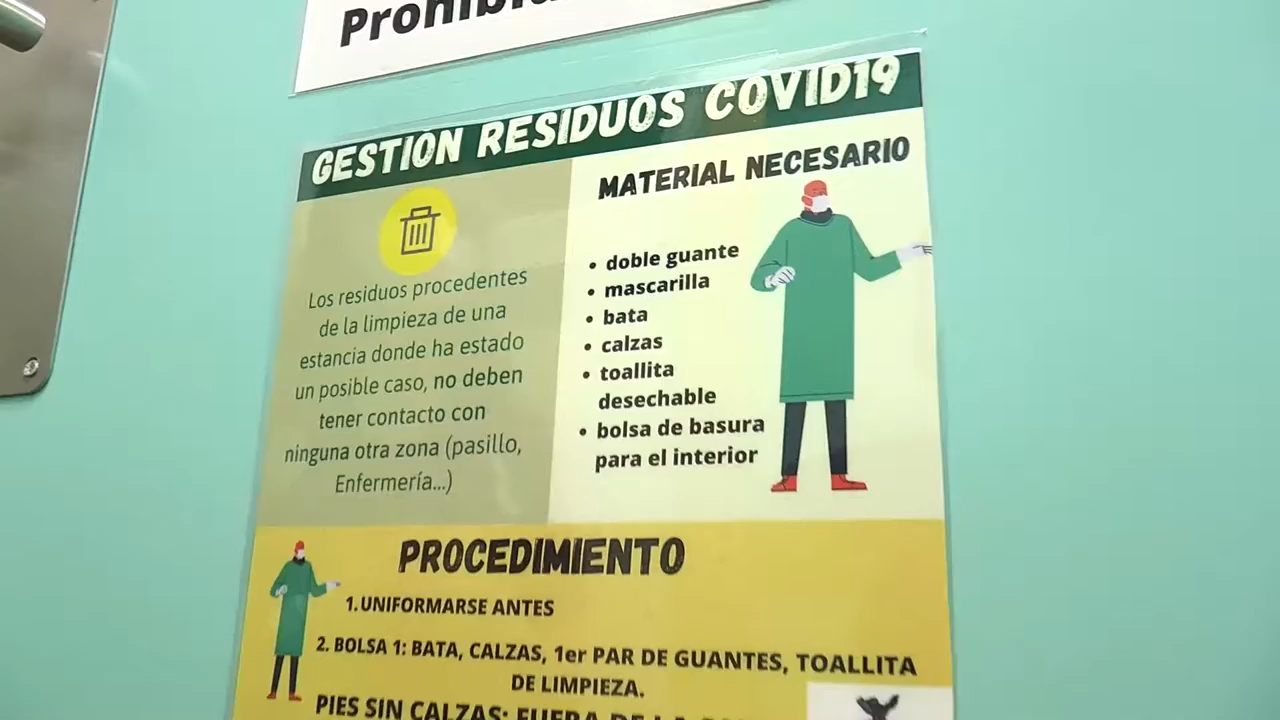 GESTION RESIDUOS COVID19
MATERIAL NECESARIO
Los residuos procedentes
de la limpieza de una
estancia donde ha estado
un posible caso, no deben
tener contacto con
ninguna otra zona (pasillo,
Enfermería...)
• doble guante
• mascarilla
• bata
• calzas
• toallita
desechable
• bolsa de basura
para el interior
PROCEDIMIENTO
1. UNIFORMARSE ANTES
2. BOLSA 1: BATA, CALZAS, 1er PAR DE GUANTES, TOALLITA
DE LIMPIEZA.
PIES SIN CALZAS: FUERA DE LA